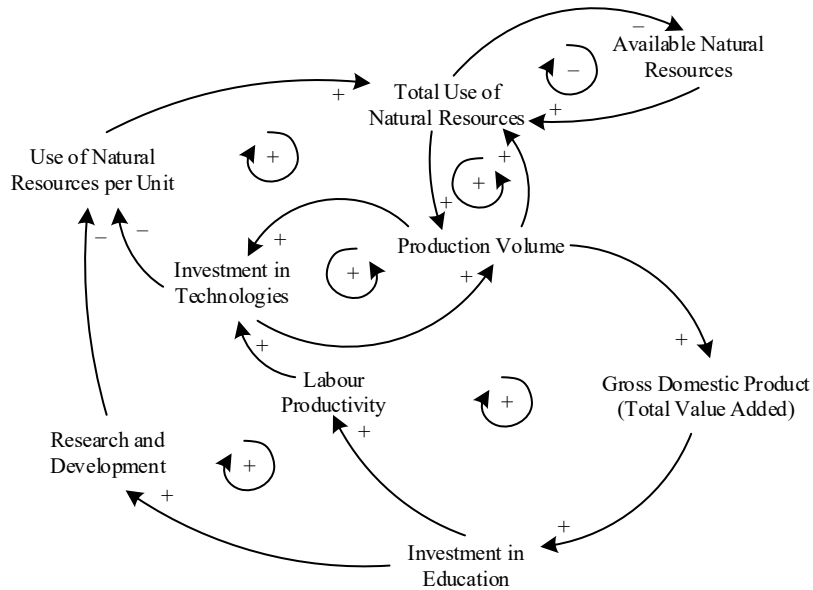 –
Available Natural
Resources
–
+
+
Total Use of
Natural Resources
+
+
Use of Natural
Resources per Unit
+
+
–
–
+
Production Volume
Investment in
Technologies
+
+
+
+
Labour
Productivity
+
+
Gross Domestic Product
(Total Value Added)
+
Research and
Development
+
+
+
Investment in
Education